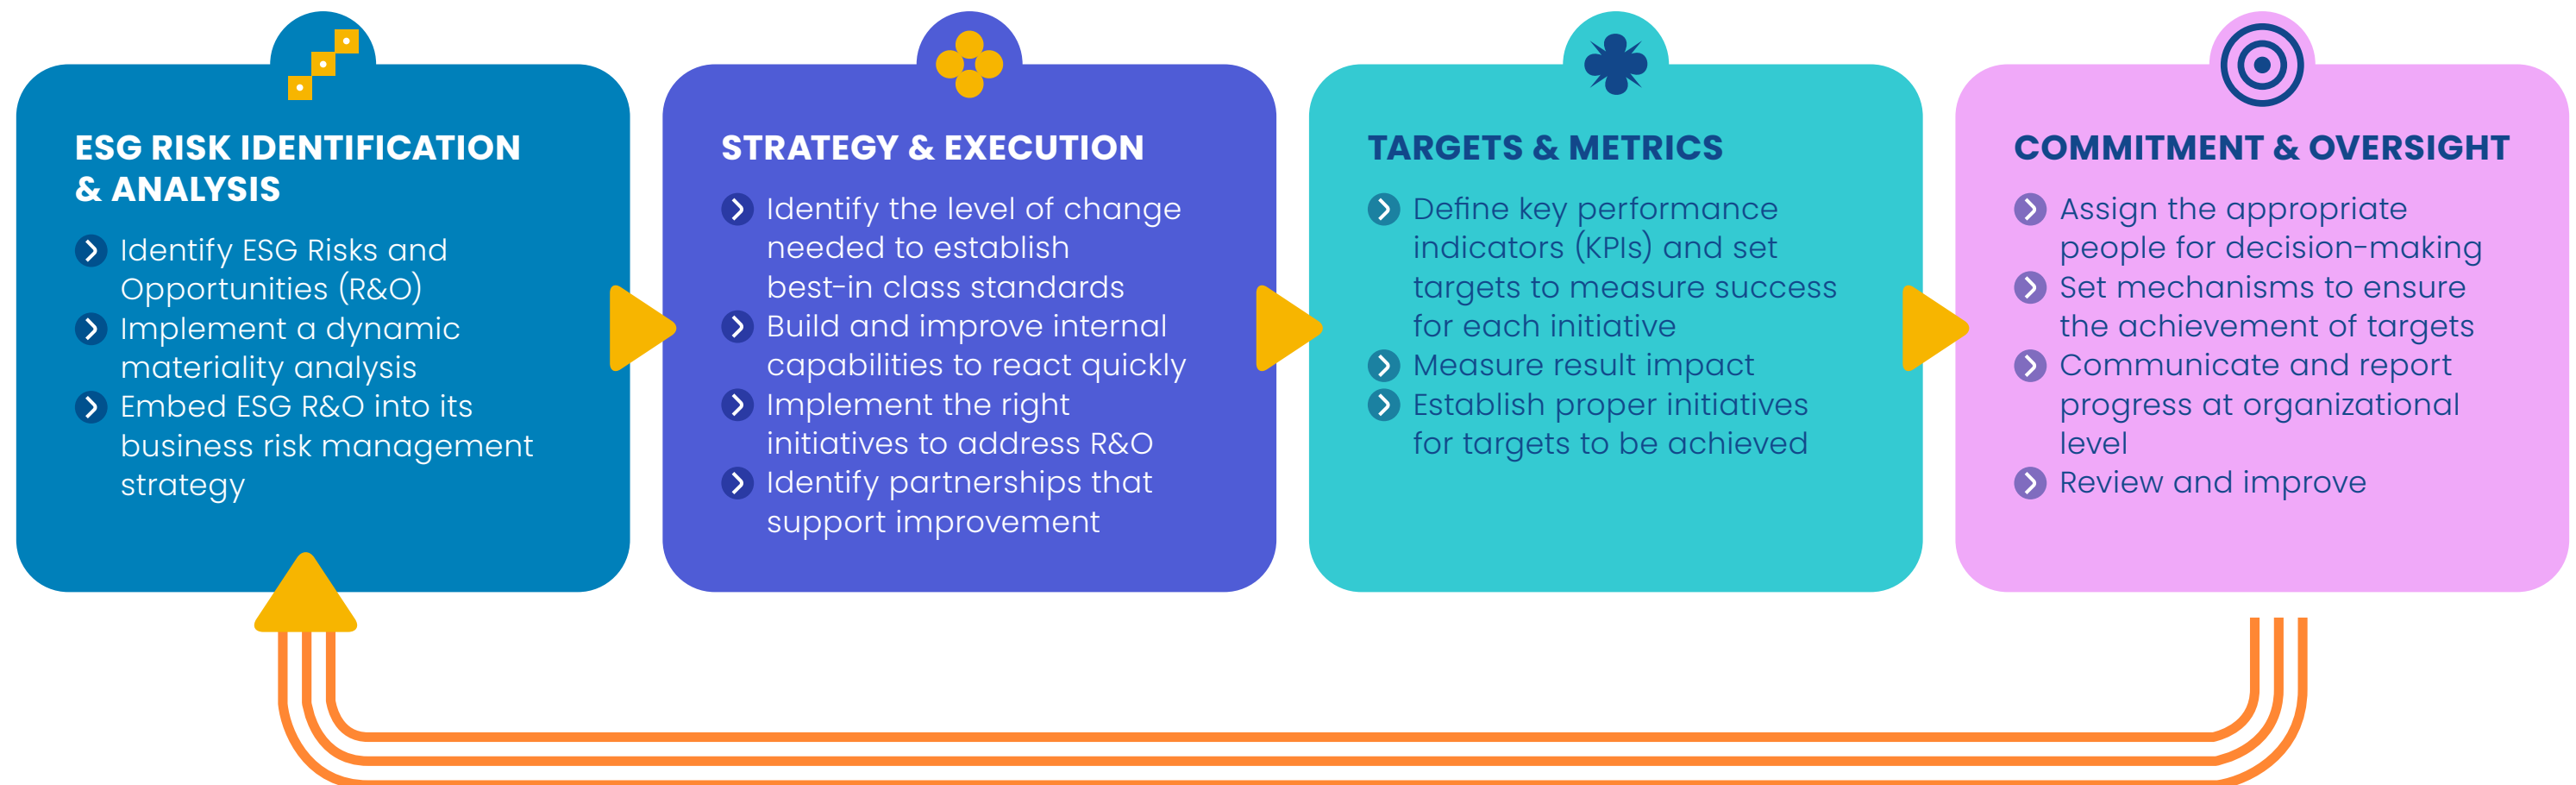 ESG RISK IDENTIFICATION
& ANALYSIS
Identify ESG Risks and
Opportunities (R&O)
Implement a dynamic
materiality analysis
Embed ESG R&O into its
business risk management
strategy
STRATEGY & EXECUTION
Identify the level of change
needed to establish
best-in class standards
Build and improve internal
capabilities to react quickly
Implement the right
initiatives to address R&O
Identify partnerships that
support improvement
TARGETS & METRICS
Define key performance
indicators (KPIs) and set
targets to measure success
for each initiative
Measure result impact
Establish proper initiatives
for targets to be achieved
COMMITMENT & OVERSIGHT
Assign the appropriate
people for decision-making
Set mechanisms to ensure
the achievement of targets
Communicate and report
progress at organizational
level
Review and improve